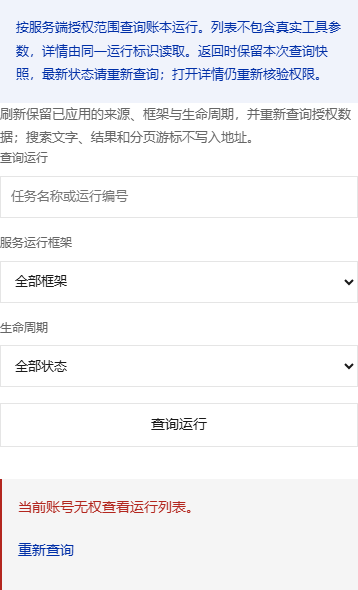 按服务端授权范围查询账本运行。列表不包含真实工具参
数，详情由同一运行标识读取。返回时保留本次查询快
照，最新状态请重新查询；打开详情仍重新核验权限。
刷新保留已应用的来源、框架与生命周期，并重新查询授权数
据；搜索文字、结果和分页游标不写入地址。
查询运行
任务名称或运行编号
服务运行框架
全部框架
生命周期
全部状态
查询运行
当前账号无权查看运行列表。
重新查询